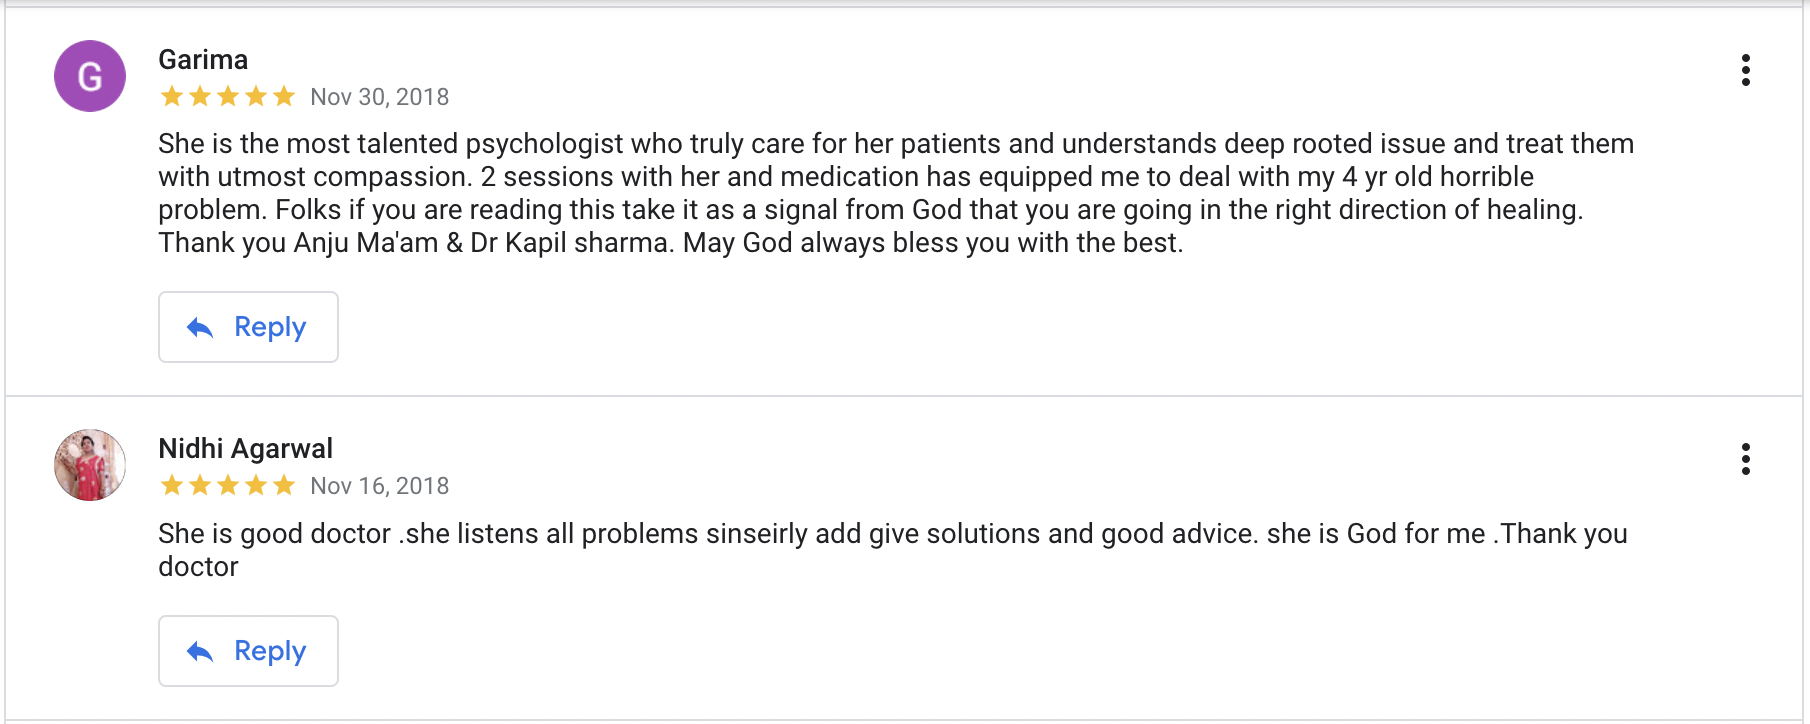 G
Garima
Nov 30, 2018
She is the most talented psychologist who truly care for her patients and understands deep rooted issue and treat them
with utmost compassion. 2 sessions with her and medication has equipped me to deal with my 4 yr old horrible
problem. Folks if you are reading this take it as a signal from God that you are going in the right direction of healing.
Thank you Anju Ma'am & Dr Kapil sharma. May God always bless you with the best.
Reply
Nidhi Agarwal
Nov 16, 2018
She is good doctor .she listens all problems sinseirly add give solutions and good advice. she is God for me .Thank you
doctor
Reply